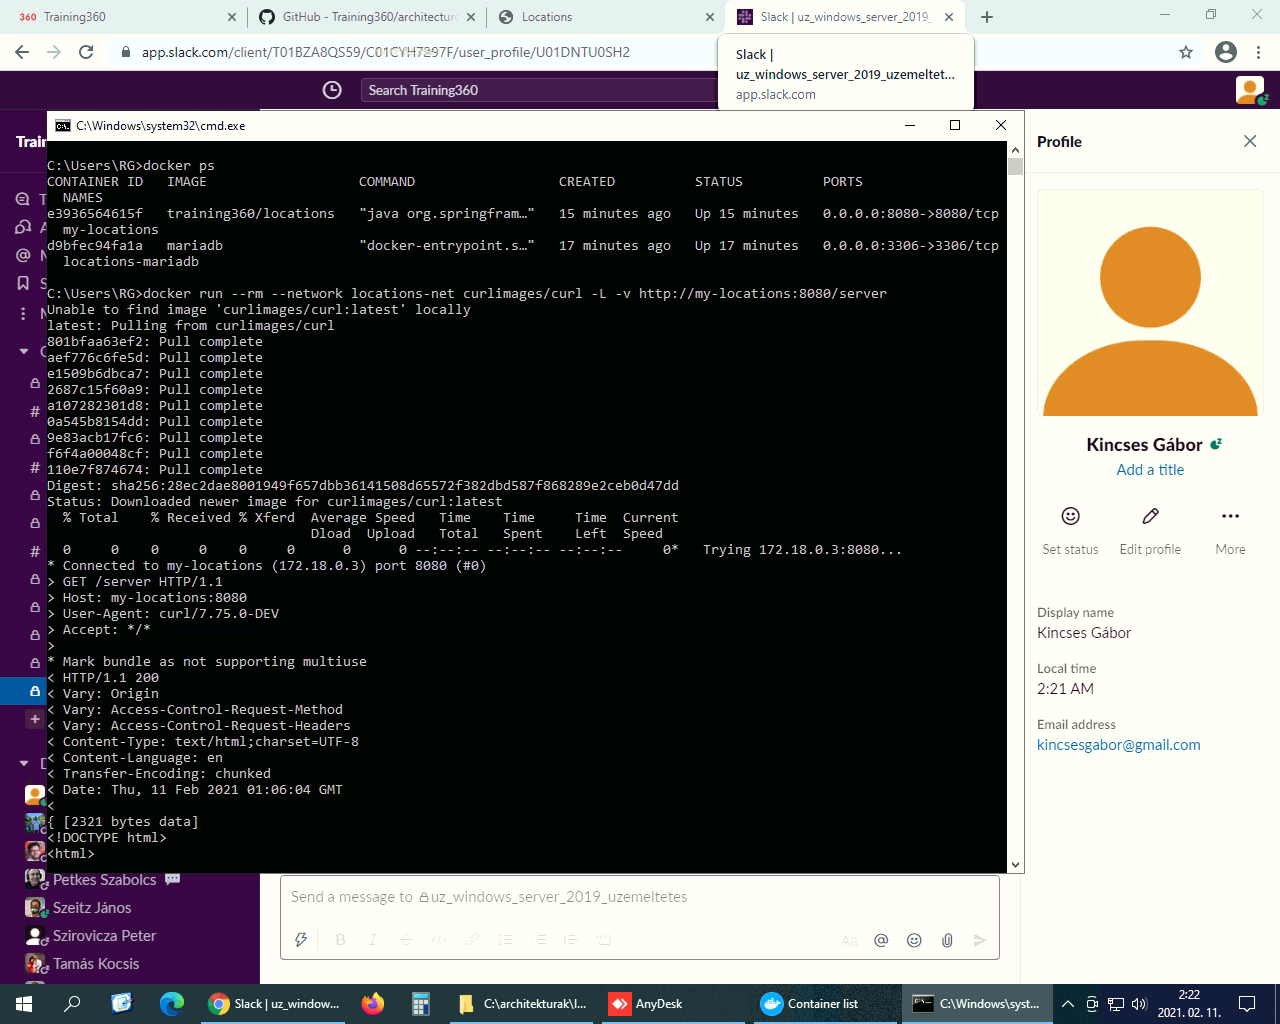 360 Training360
GitHub - Training360/architecture
Locations
Slack | uz_windows_server_2019_
app.slack.com/client/T01BZA8QS59/C01CYH7297F/user_profile/U01DNTU0SH2
Slack |
uz_windows_server_2019_uzemeltet...
app.slack.com
Search Training360
C:\Windows\system32\cmd.exe
C:\Users\RG>docker ps
CONTAINER ID   IMAGE                   COMMAND                  CREATED          STATUS          PORTS
  NAMES
e3936564615f   training360/locations   "java org.springfram…"   15 minutes ago   Up 15 minutes   0.0.0.0:8080->8080/tcp
  my-locations
d9bfec94fa1a   mariadb                 "docker-entrypoint.s…"   17 minutes ago   Up 17 minutes   0.0.0.0:3306->3306/tcp
  locations-mariadb
C:\Users\RG>docker run --rm --network locations-net curlimages/curl -L -v http://my-locations:8080/server
Unable to find image 'curlimages/curl:latest' locally
latest: Pulling from curlimages/curl
801bfaa63ef2: Pull complete
aef776c6fe5d: Pull complete
e1509b6dbca7: Pull complete
2687c15f60a9: Pull complete
a107282301d8: Pull complete
0a545b8154dd: Pull complete
9e83acb17fc6: Pull complete
f6f4a00048cf: Pull complete
110e7f874674: Pull complete
Digest: sha256:28ec2dae8001949f657dbb36141508d65572f382dbd587f868289e2ceb0d47dd
Status: Downloaded newer image for curlimages/curl:latest
  % Total    % Received % Xferd  Average Speed   Time    Time     Time  Current
                                 Dload  Upload   Total   Spent    Left  Speed
  0     0    0     0    0     0      0      0 --:--:-- --:--:-- --:--:--     0*   Trying 172.18.0.3:8080...
* Connected to my-locations (172.18.0.3) port 8080 (#0)
> GET /server HTTP/1.1
> Host: my-locations:8080
> User-Agent: curl/7.75.0-DEV
> Accept: */*
>
* Mark bundle as not supporting multiuse
< HTTP/1.1 200
< Vary: Origin
< Vary: Access-Control-Request-Method
< Vary: Access-Control-Request-Headers
< Content-Type: text/html;charset=UTF-8
< Content-Language: en
< Transfer-Encoding: chunked
< Date: Thu, 11 Feb 2021 01:06:04 GMT
<
{ [2321 bytes data]
<!DOCTYPE html>
<html>
Petkes Szabolcs
Szeitz János
Szirovicza Peter
Tamás Kocsis
Send a message to uz_windows_server_2019_uzemeltetes
Profile
Kincses Gábor
Add a title
Set status
Edit profile
More
Display name
Kincses Gábor
Local time
2:21 AM
Email address
kincsesgabor@gmail.com
Slack | uz_window...
C:\architekturak\l...
AnyDesk
Container list
C:\Windows\syst...
2:22
2021. 02. 11.